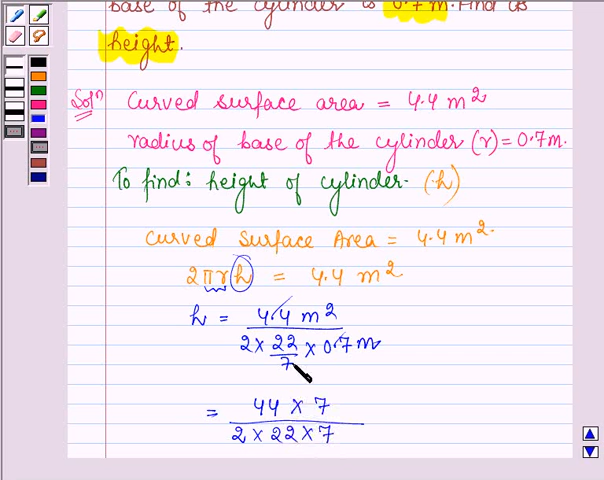 base of the cylinder is 0.7 m. Find its
height.
Solⁿ Curved surface area = 4.4 m²
radius of base of the cylinder (r) = 0.7m.
To find: height of cylinder. (h)
Curved Surface Area = 4.4 m².
2πrh = 4.4 m²
h = 4.4 m²
2 × 22/7 × 0.7 m
= 44 × 7
2 × 22 × 7